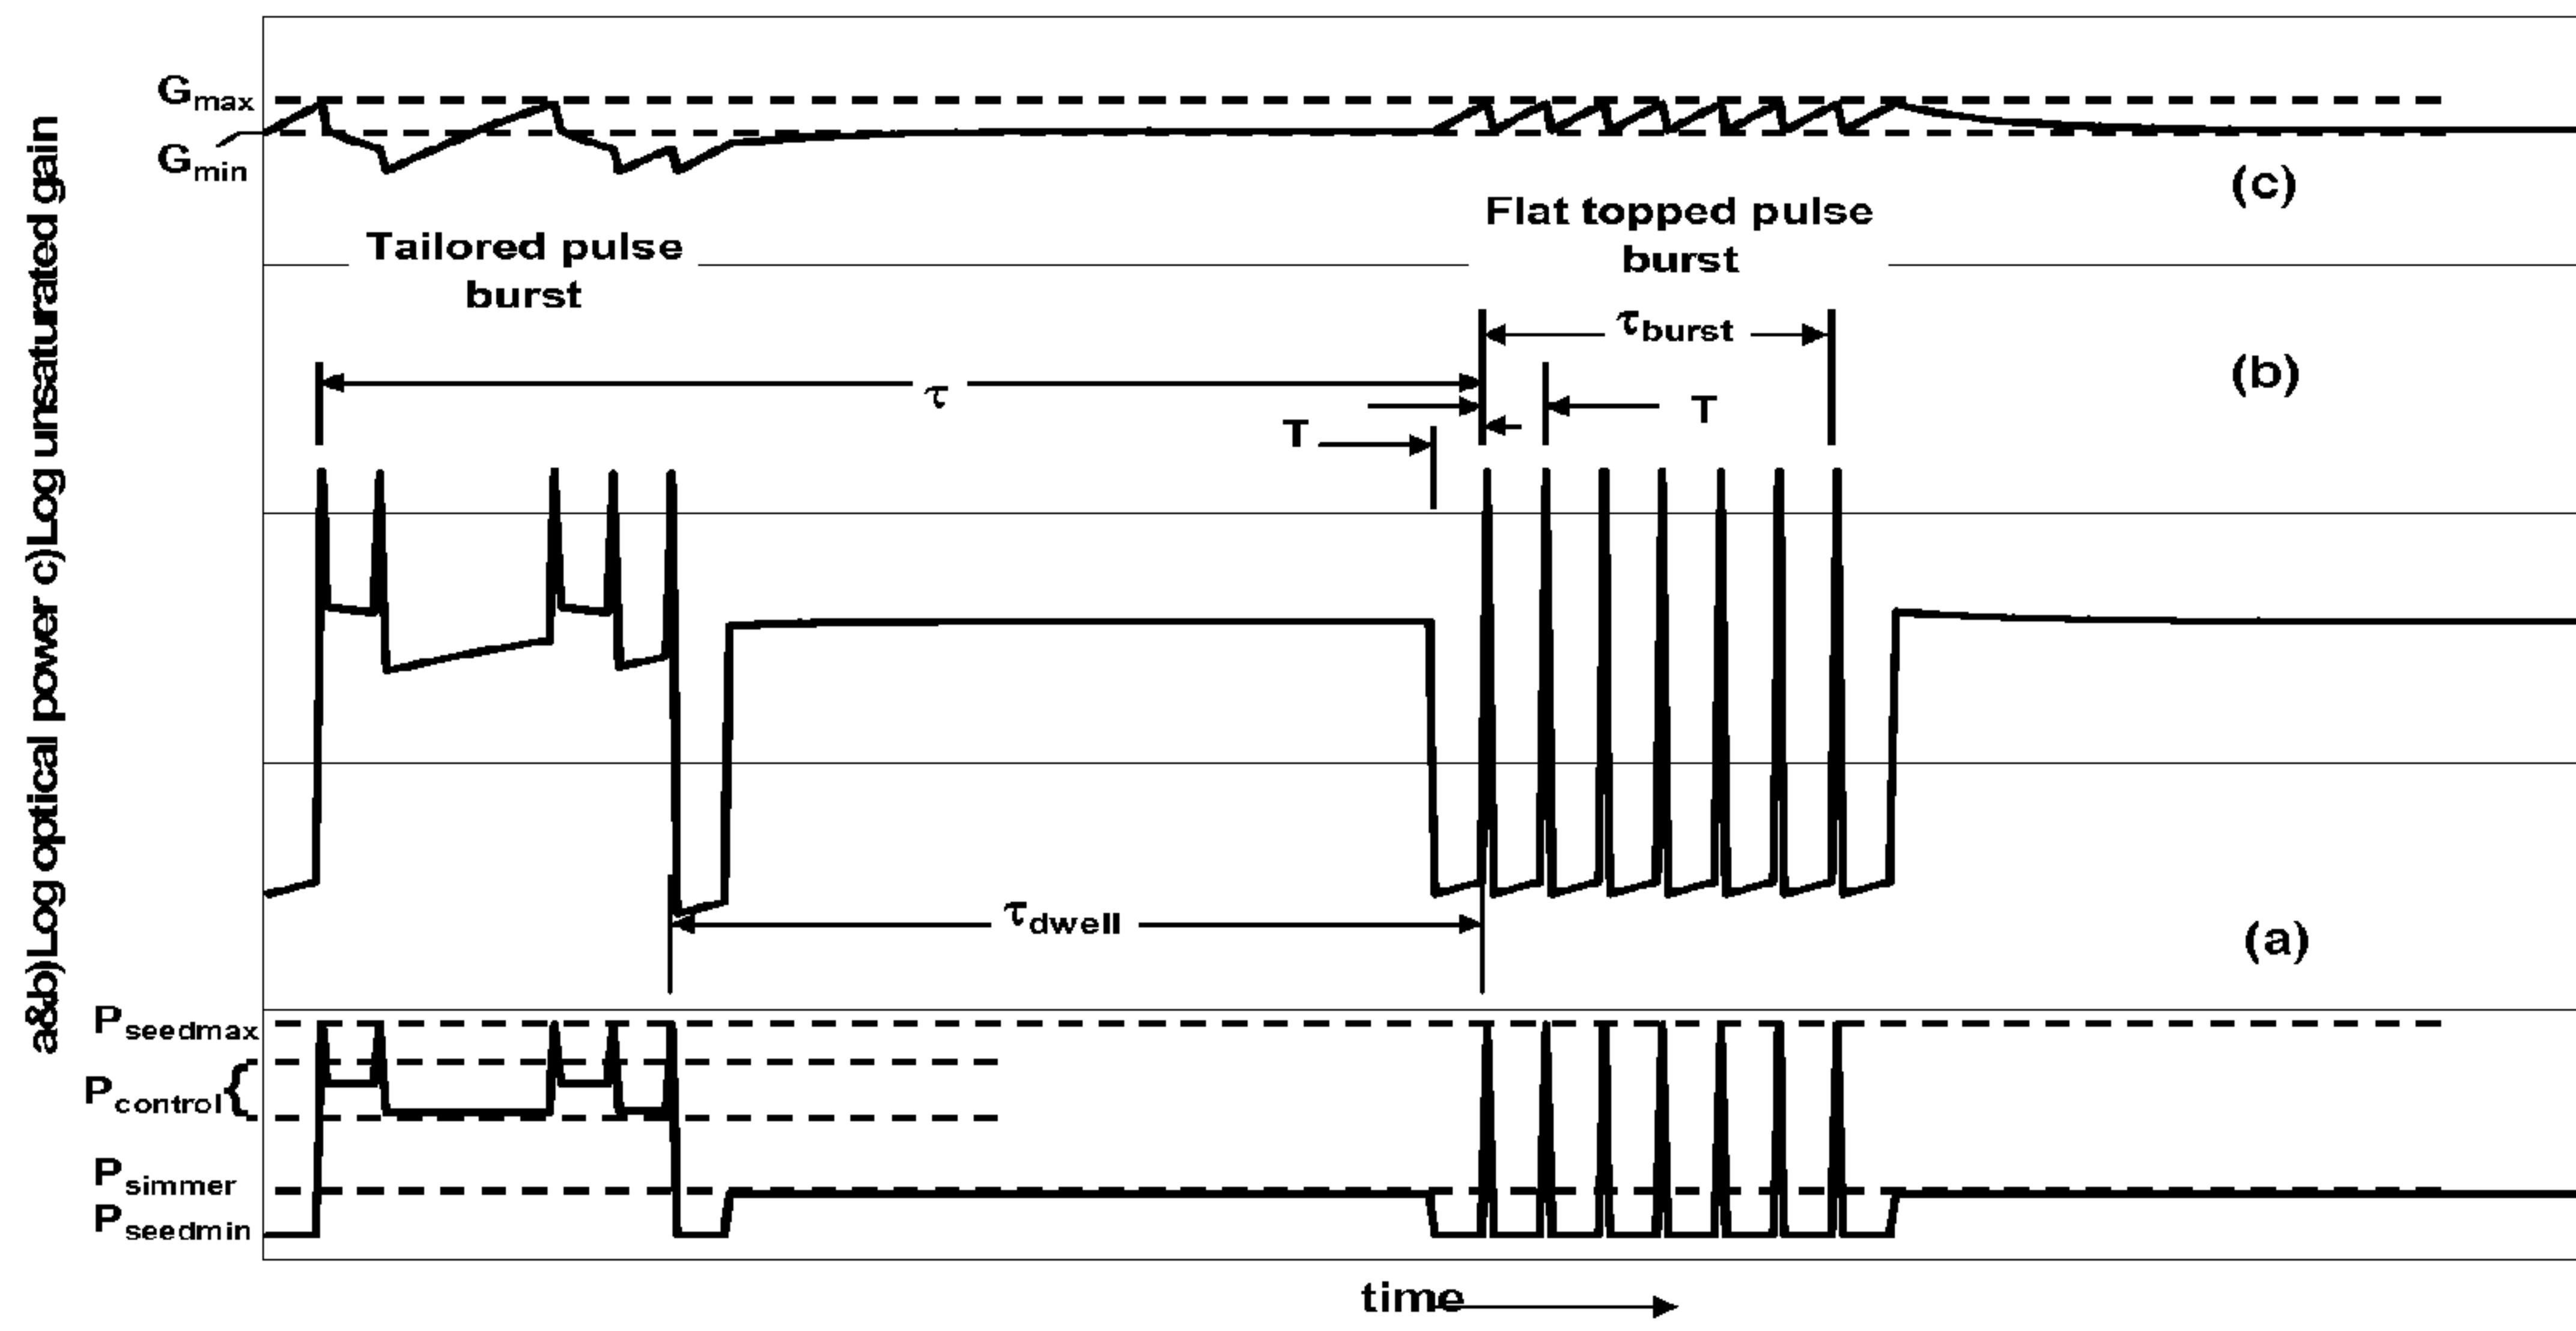 a&b)Log optical power c)Log unsaturated gain
Gmax
Gmin
(c)
Tailored pulse
burst
Flat topped pulse
burst
τburst
(b)
τ
T
T
τdwell
(a)
Pseedmax
Pcontrol{
Psimmer
Pseedmin
time